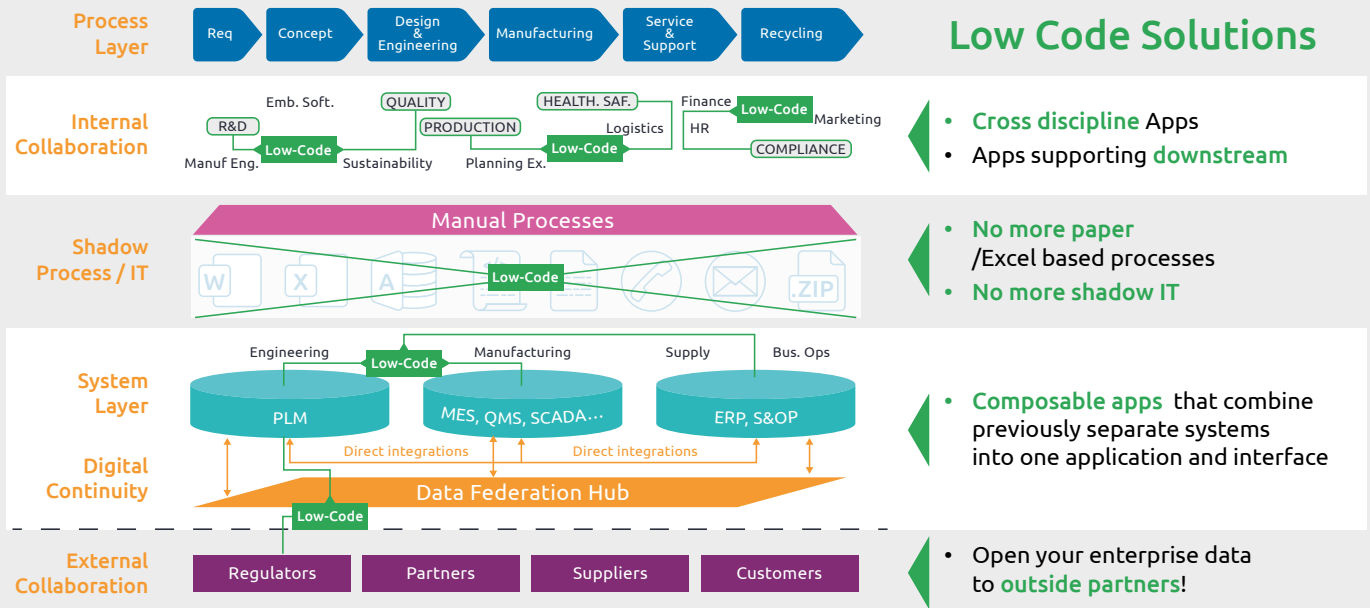 Process
Layer
Req
Concept
Design
&
Engineering
Manufacturing
Service
&
Support
Recycling
Low Code Solutions
Internal
Collaboration
Emb. Soft.
QUALITY
R&D
Low-Code
Manuf Eng.
Sustainability
PRODUCTION
HEALTH. SAF.
Logistics
Low-Code
Planning Ex.
Finance
Low-Code
Marketing
HR
COMPLIANCE
• Cross discipline Apps
• Apps supporting downstream
Shadow
Process / IT
Manual Processes
W
X
A
Low-Code
.ZIP
• No more paper
/Excel based processes
• No more shadow IT
System
Layer
Engineering
Low-Code
Manufacturing
Supply
Bus. Ops
PLM
MES, QMS, SCADA...
ERP, S&OP
• Composable apps that combine
previously separate systems
into one application and interface
Digital
Continuity
Direct integrations
Direct integrations
Data Federation Hub
Low-Code
External
Collaboration
Regulators
Partners
Suppliers
Customers
• Open your enterprise data
to outside partners!